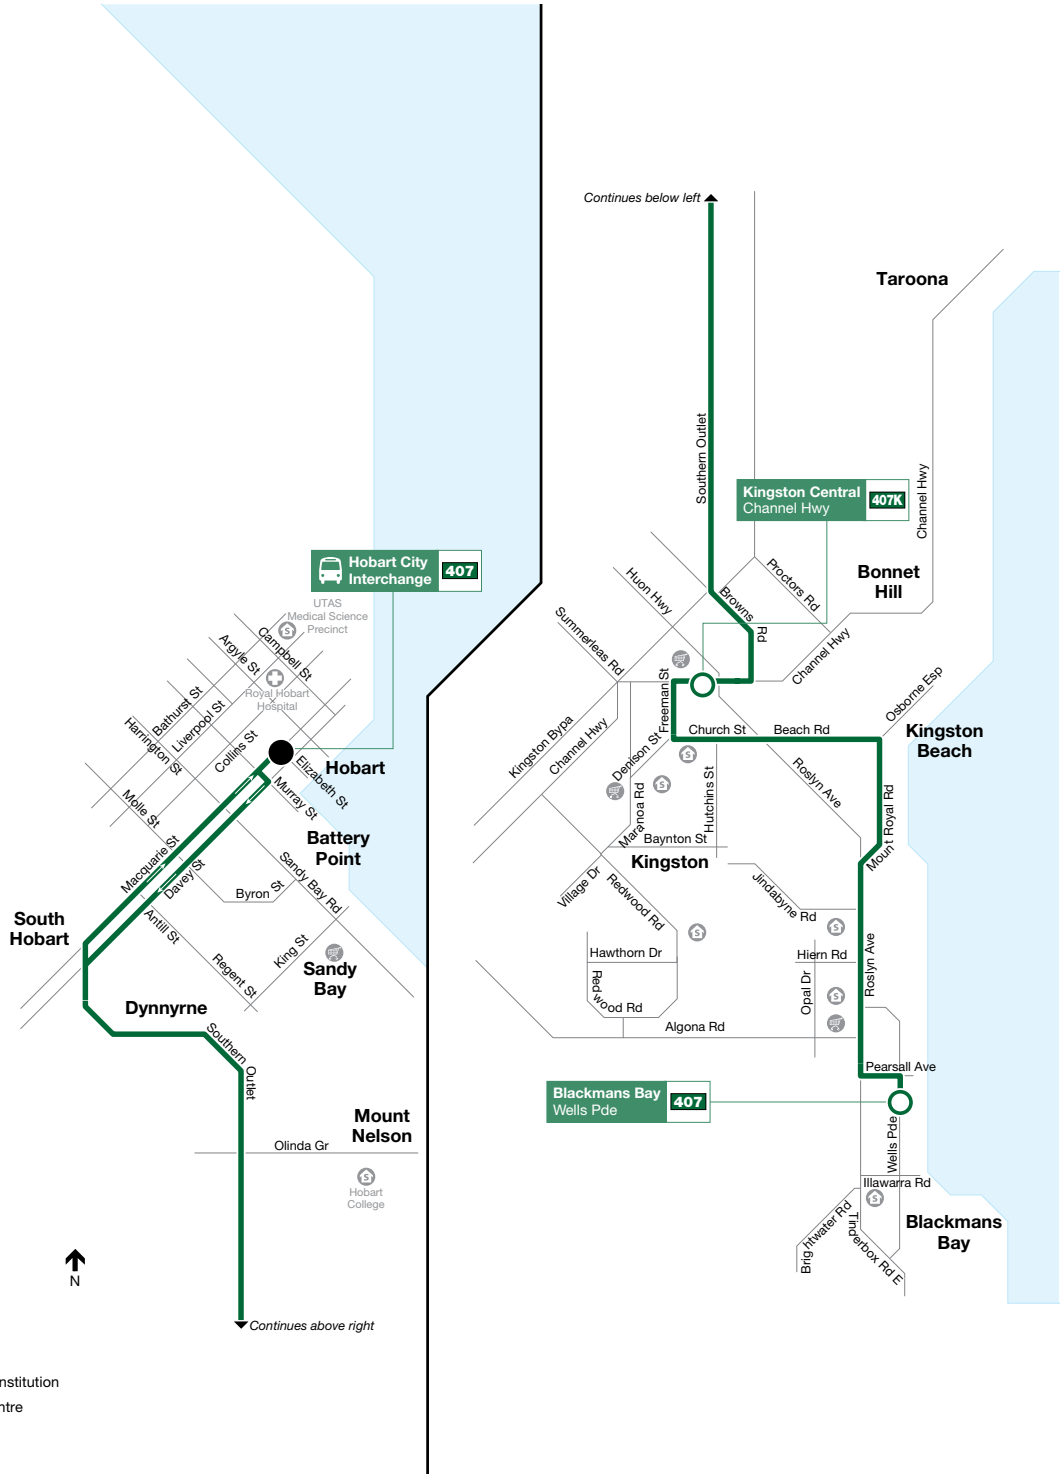 Continues below left
Taroona
Southern Outlet
Channel Hwy
Kingston Central
Channel Hwy
407K
Hobart City
Interchange
407
Bonnet
Hill
Proctors Rd
Huon Hwy
Browns
Rd
Summerleas Rd
Channel Hwy
UTAS
Medical Science
Precinct
Campbell St
Argyle St
Royal Hobart
Hospital
Bathurst St
Liverpool St
Harrington St
Collins St
Elizabeth St
Hobart
Murray St
Molle St
Battery
Point
Macquarie St
Davey St
Sandy Bay Rd
Byron St
Antill St
South
Hobart
King St
Regent St
Sandy
Bay
Dynnyrne
Southern
Outlet
Mount
Nelson
Olinda Gr
Hobart
College
N
Continues above right
nstitution
ntre
Freeman St
Osborne Esp
Kingston Bypa
Channel Hwy
Church St
Beach Rd
Kingston
Beach
Denison St
Roslyn Ave
Maranoa Rd
Hutchins St
Mount Royal Rd
Baynton St
Kingston
Village Dr
Redwood Rd
Jindabyne Rd
Hawthorn Dr
Hiern Rd
Redwood Rd
Opal Dr
Roslyn Ave
Algona Rd
Pearsall Ave
Blackmans Bay
Wells Pde
407
Wells Pde
Illawarra Rd
Brightwater Rd
Tinderbox Rd E
Blackmans
Bay